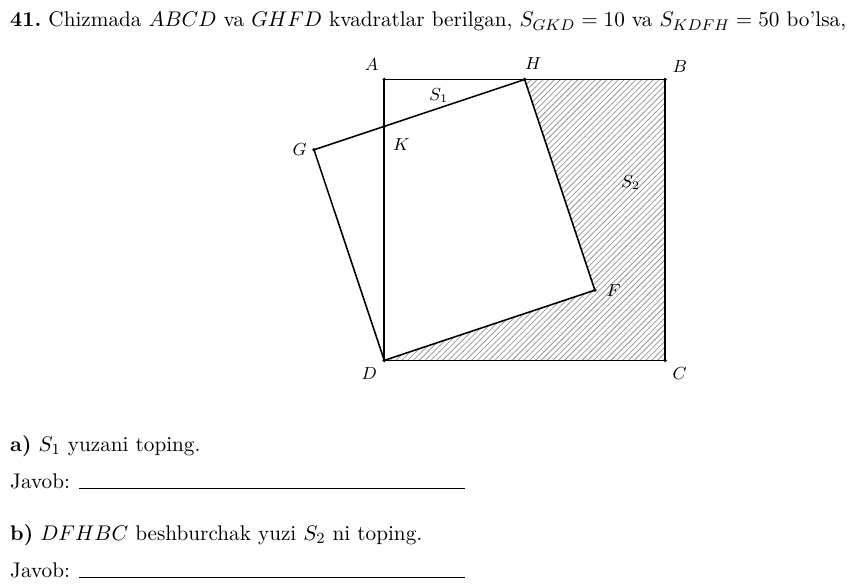 41. Chizmada ABCD va GHFD kvadratlar berilgan, S_{GKD} = 10 va S_{KDFH} = 50 bo'lsa,
A H B
S_1
G K
S_2
F
D C
a) S_1 yuzani toping.
Javob:
b) DFHBC beshburchak yuzi S_2 ni toping.
Javob: